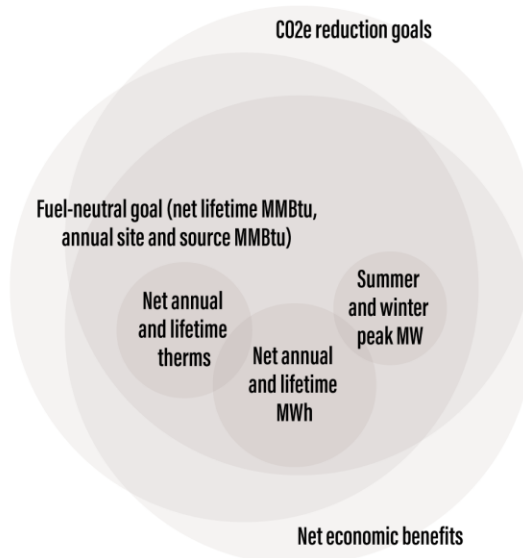 CO2e reduction goals
Fuel-neutral goal (net lifetime MMBtu,
annual site and source MMBtu)
Summer
and winter
peak MW
Net annual
and lifetime
therms
Net annual
and lifetime
MWh
Net economic benefits